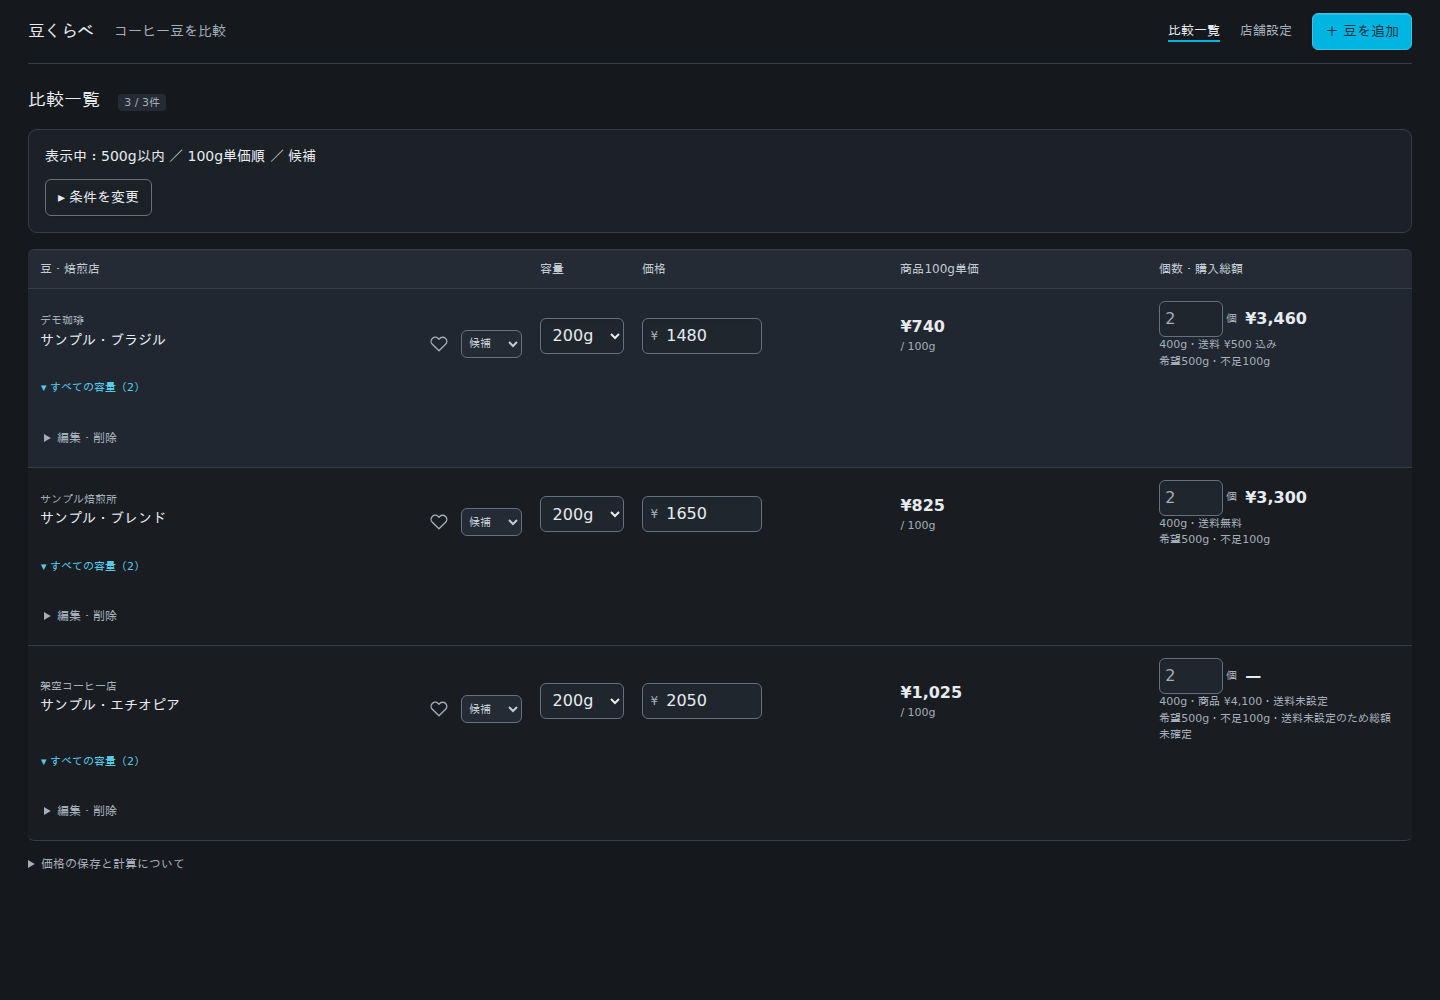 豆くらべ コーヒー豆を比較 比較一覧 店舗設定 ＋ 豆を追加
比較一覧 3 / 3件
表示中：500g以内 ／ 100g単価順 ／ 候補
▸ 条件を変更
豆・焙煎店 容量 価格 商品100g単価 個数・購入総額
デモ珈琲
サンプル・ブラジル 候補 200g ¥ 1480 ¥740 / 100g 2 個 ¥3,460
400g・送料 ¥500 込み
希望500g・不足100g
▾ すべての容量（2）
▶ 編集・削除
サンプル焙煎所
サンプル・ブレンド 候補 200g ¥ 1650 ¥825 / 100g 2 個 ¥3,300
400g・送料無料
希望500g・不足100g
▾ すべての容量（2）
▶ 編集・削除
架空コーヒー店
サンプル・エチオピア 候補 200g ¥ 2050 ¥1,025 / 100g 2 個 —
400g・商品 ¥4,100・送料未設定
希望500g・不足100g・送料未設定のため総額
未確定
▾ すべての容量（2）
▶ 編集・削除
▶ 価格の保存と計算について